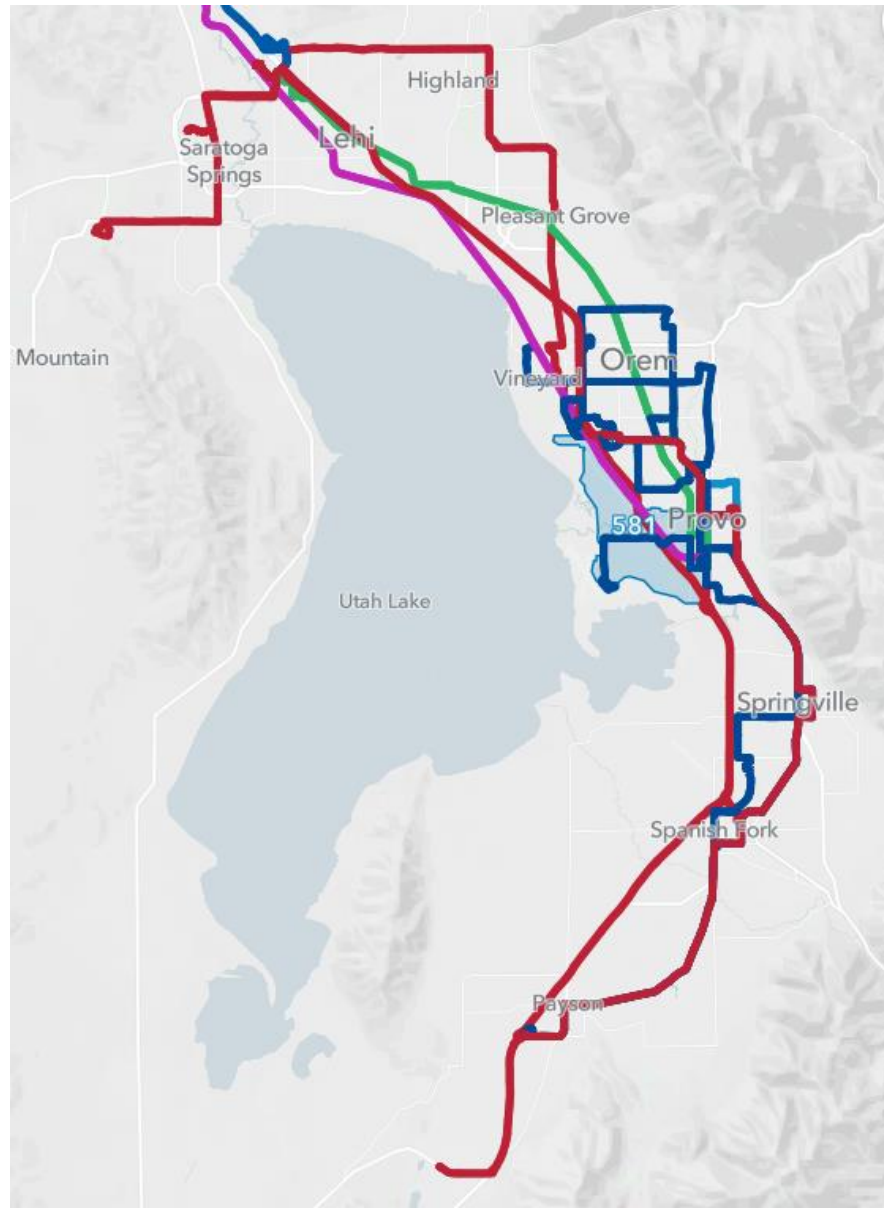 Highland
Lehi
Saratoga
Springs
Pleasant Grove
Mountain
Orem
Vineyard
581
Provo
Utah Lake
Springville
Spanish Fork
Payson